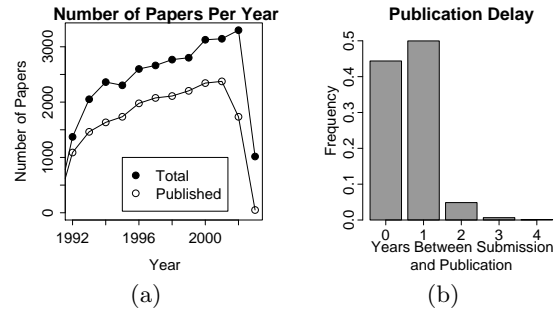 Number of Papers Per Year
Number of Papers
3000
2000
1000
0
Total
Published
1992
1996
2000
Year
(a)
Publication Delay
Frequency
0.5
0.4
0.3
0.2
0.1
0.0
0 1 2 3 4
Years Between Submission
and Publication
(b)